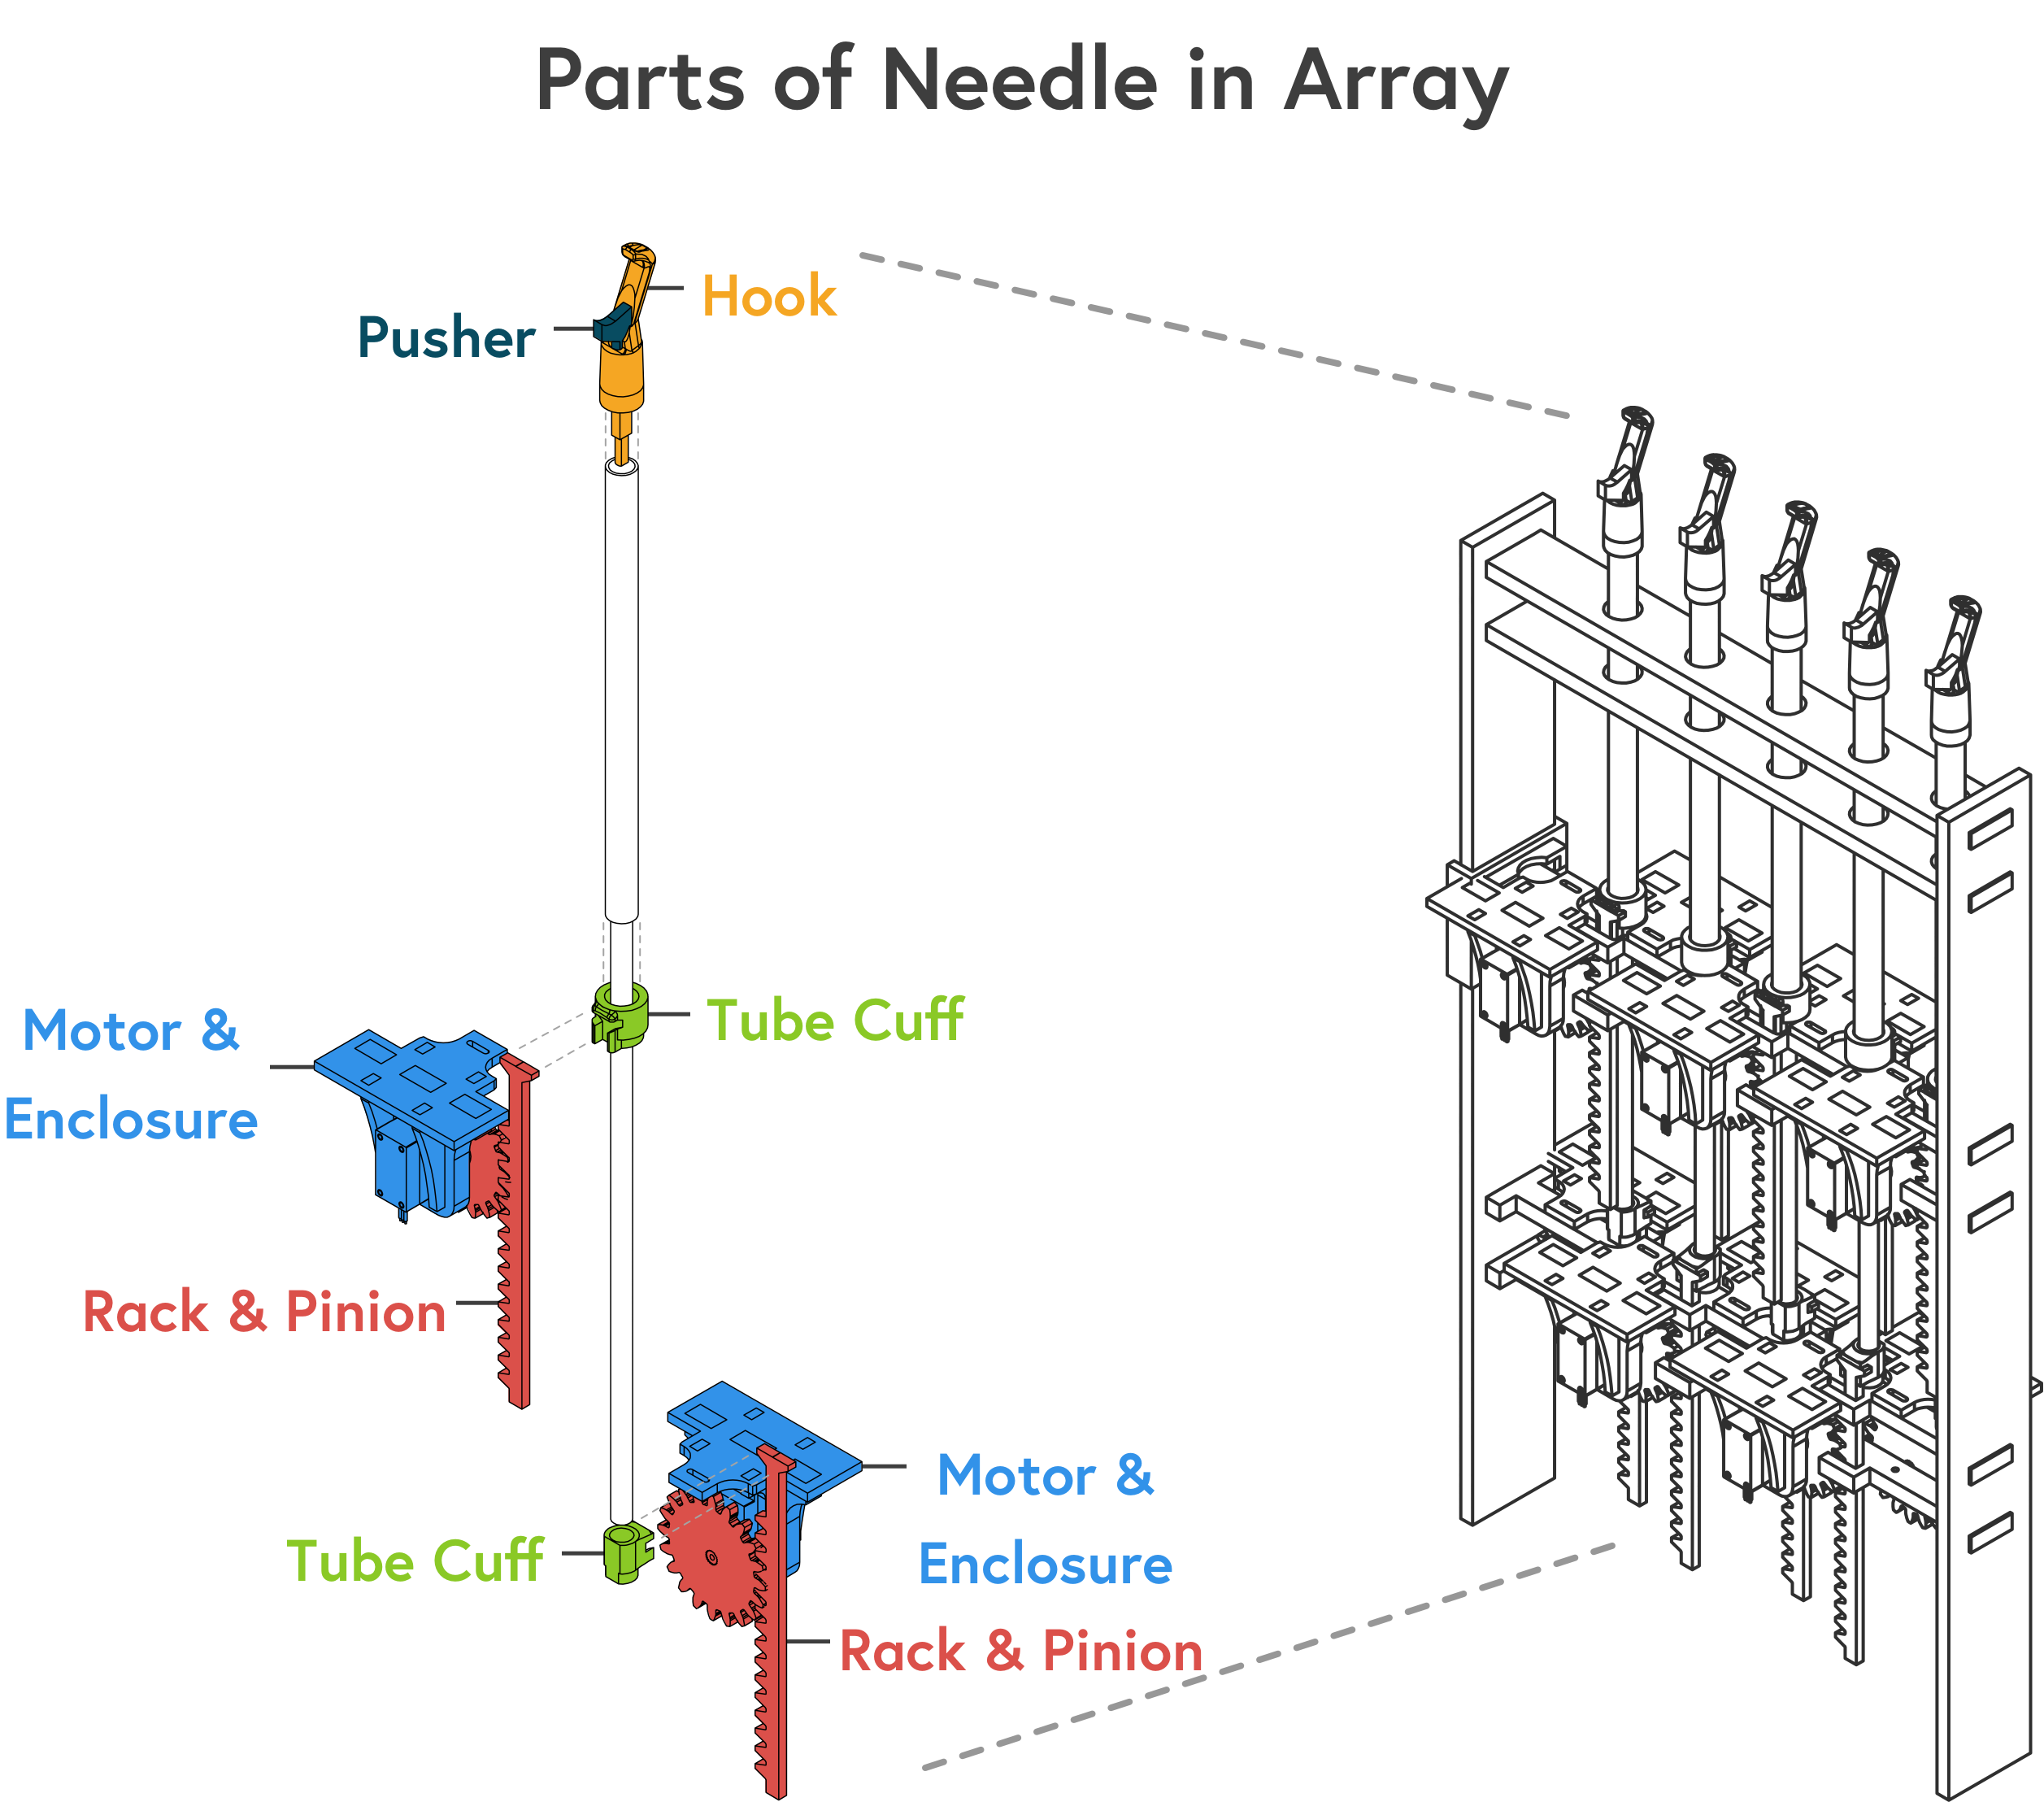 Parts of Needle in Array
Hook
Pusher
Tube Cuff
Motor &
Enclosure
Rack & Pinion
Motor &
Enclosure
Tube Cuff
Rack & Pinion